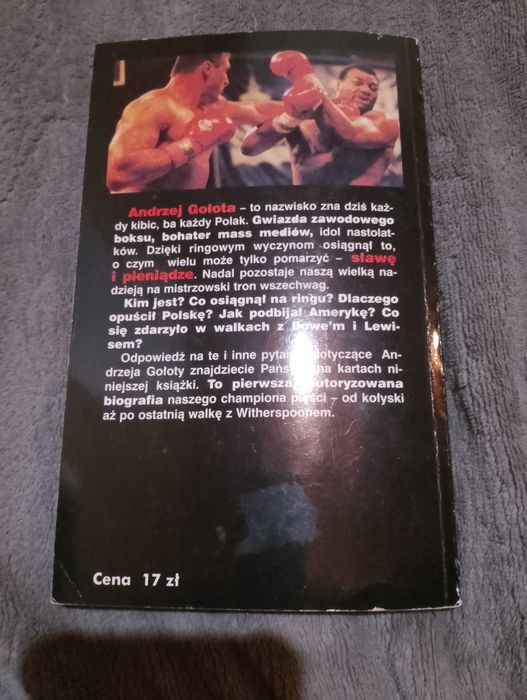 Andrzej Gołota – to nazwisko zna dziś każ-
dy kibic, ba każdy Polak. Gwiazda zawodowego
boksu, bohater mass mediów, idol nastolat-
ków. Dzięki ringowym wyczynom osiągnął to,
o czym wielu może tylko pomarzyć – sławę
i pieniądze. Nadal pozostaje naszą wielką na-
dzieją na mistrzowski tron wszechwag.
Kim jest? Co osiągnął na ringu? Dlaczego
opuścił Polskę? Jak podbijał Amerykę? Co
się zdarzyło w walkach z Bowe'm i Lewi-
sem?
Odpowiedź na te i inne pytania dotyczące An-
drzeja Gołoty znajdziecie Państwo na kartach ni-
niejszej książki. To pierwsza autoryzowana
biografia naszego championa pięści – od kołyski
aż po ostatnią walkę z Witherspoonem.
Cena 17 zł